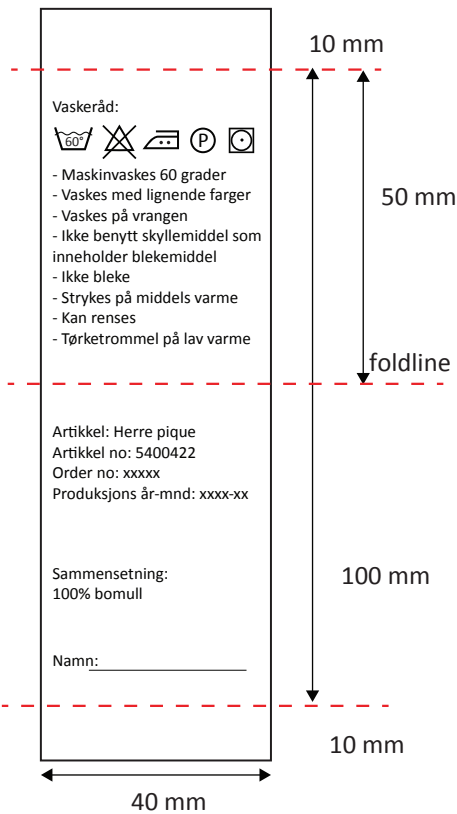 10 mm
Vaskeråd:
60°
P
- Maskinvaskes 60 grader
- Vaskes med lignende farger
- Vaskes på vrangen
- Ikke benytt skyllemiddel som
inneholder blekemiddel
- Ikke bleke
- Strykes på middels varme
- Kan renses
- Tørketrommel på lav varme
50 mm
foldline
Artikkel: Herre pique
Artikkel no: 5400422
Order no: xxxxx
Produksjons år-mnd: xxxx-xx
Sammensetning:
100% bomull
100 mm
Namn:
10 mm
40 mm